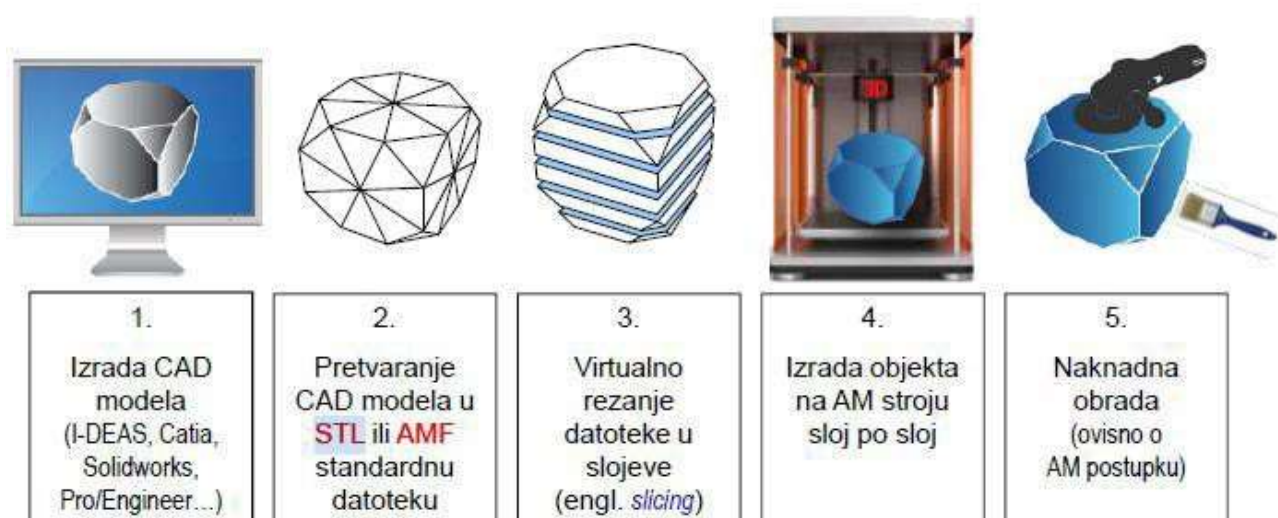 3D
1.
Izrada CAD
modela
(I-DEAS, Catia,
Solidworks,
Pro/Engineer...)
2.
Pretvaranje
CAD modela u
STL ili AMF
standardnu
datoteku
3.
Virtualno
rezanje
datoteke u
slojeve
(engl. slicing)
4.
Izrada objekta
na AM stroju
sloj po sloj
5.
Naknadna
obrada
(ovisno o
AM postupku)